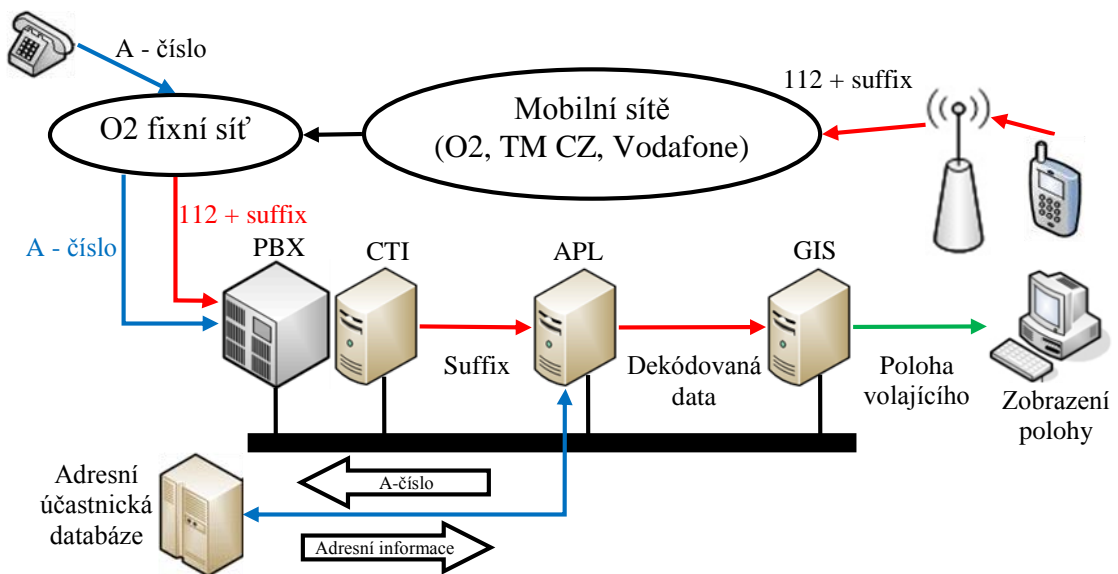 A - číslo
112 + suffix
O2 fixní síť
Mobilní sítě
(O2, TM CZ, Vodafone)
112 + suffix
A - číslo
PBX
CTI
APL
GIS
Suffix
Dekódovaná
data
Poloha
volajícího
Zobrazení
polohy
Adresní
účastnická
databáze
A-číslo
Adresní informace